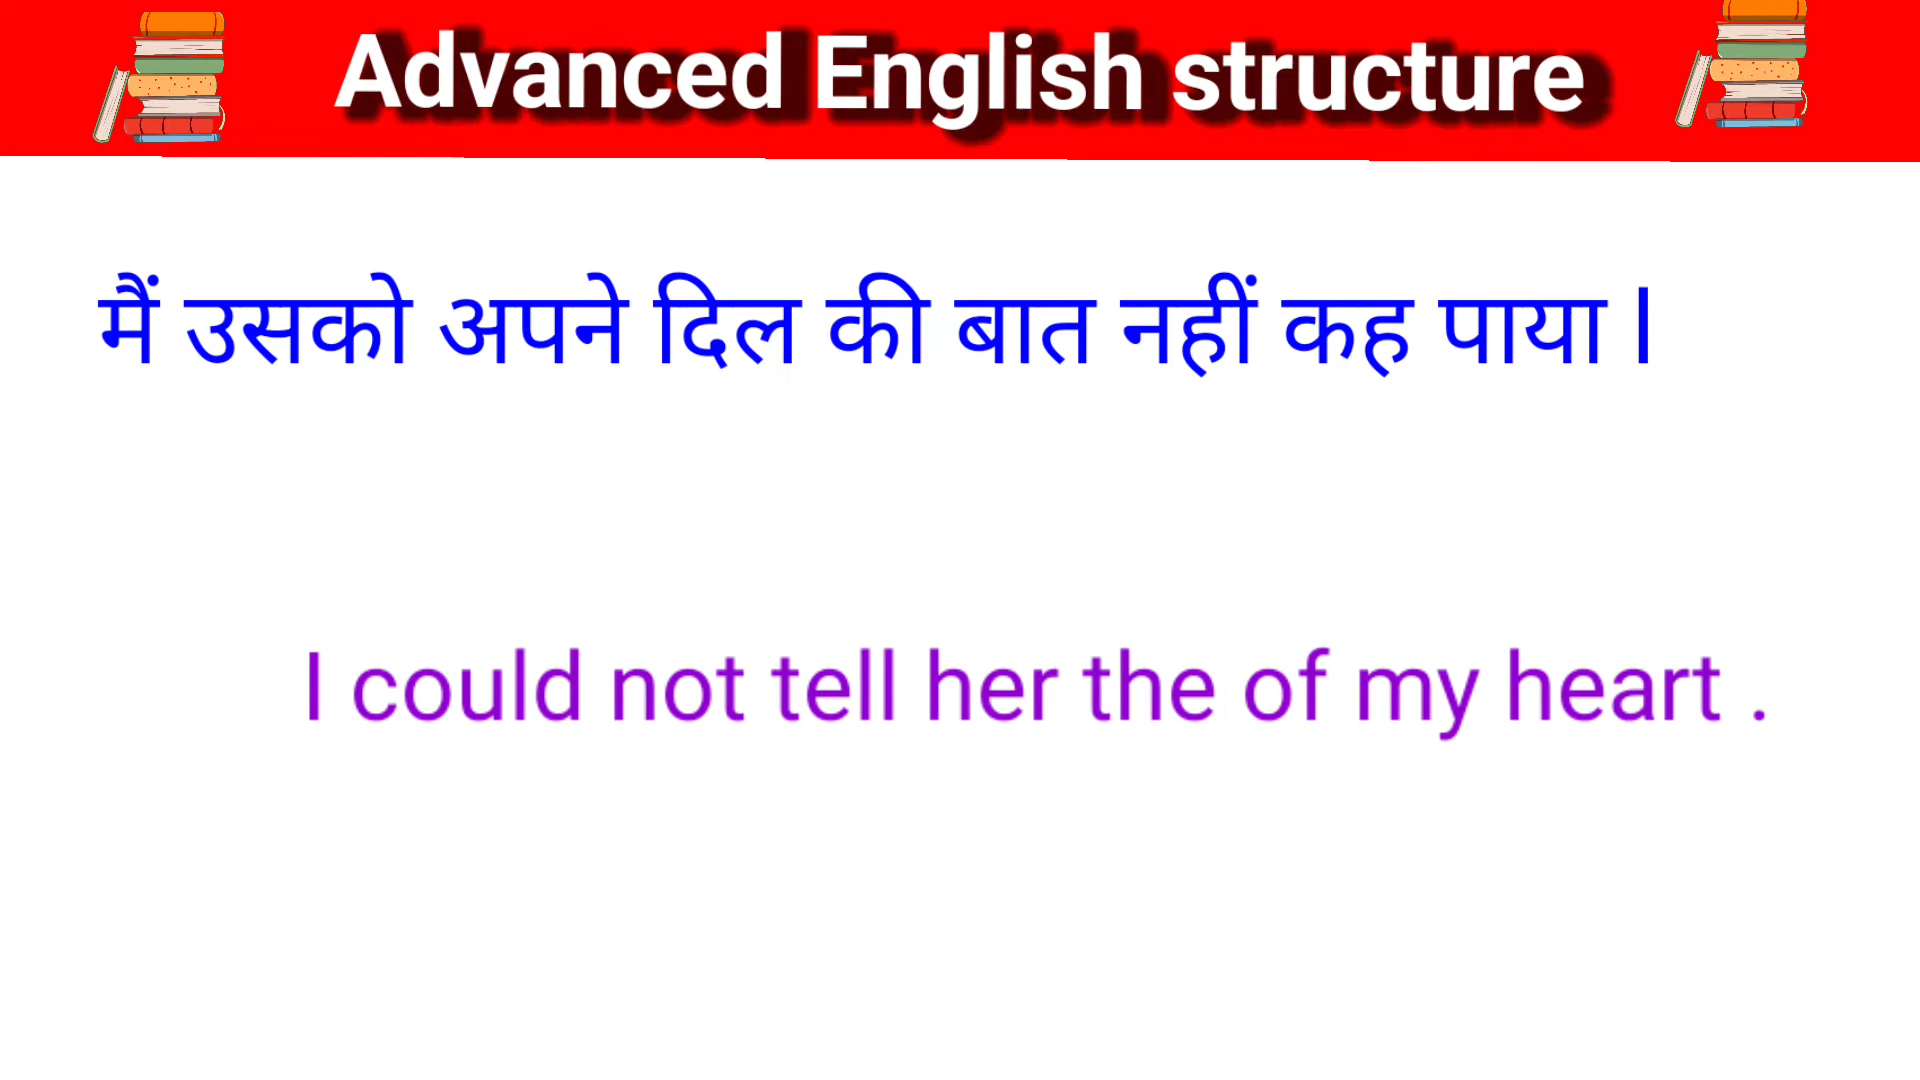 Advanced English structure
मैं उसको अपने दिल की बात नहीं कह पाया l
I could not tell her the of my heart .